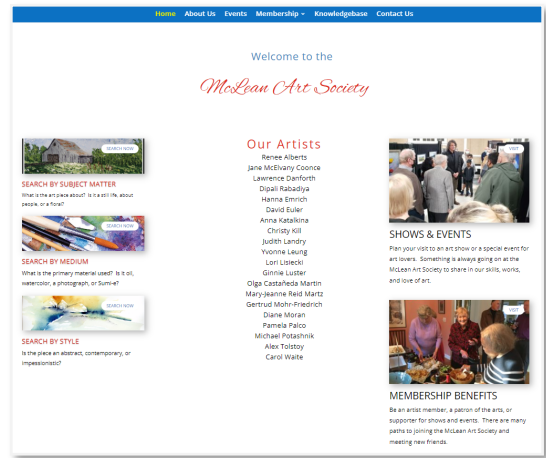 Home About Us Events Membership Knowledgebase Contact Us
Welcome to the
McLean Art Society
SEARCH NOW
SEARCH BY SUBJECT MATTER
What is the art piece about? Is it a still life, about
people, or a floral?
SEARCH NOW
SEARCH BY MEDIUM
What is the primary material used? Is it oil,
watercolor, a photograph, or Sumi-e?
SEARCH NOW
SEARCH BY STYLE
Is the piece an abstract, contemporary, or
impessionistic?
Our Artists
Renee Alberts
Jane McElvany Coonce
Lawrence Danforth
Dipali Rabadiya
Hanna Emrich
David Euler
Anna Katalkina
Christy Kill
Judith Landry
Yvonne Leung
Lori Lisiecki
Ginnie Luster
Olga Castañeda Martin
Mary-Jeanne Reid Martz
Gertrud Mohr-Friedrich
Diane Moran
Pamela Palco
Michael Potashnik
Alex Tolstoy
Carol Waite
VISIT
SHOWS & EVENTS
Plan your visit to an art show or a special event for
art lovers. Something is always going on at the
McLean Art Society to share in our skills, works,
and love of art.
VISIT
MEMBERSHIP BENEFITS
Be an artist member, a patron of the arts, or
supporter for shows and events. There are many
paths to joining the McLean Art Society and
meeting new friends.